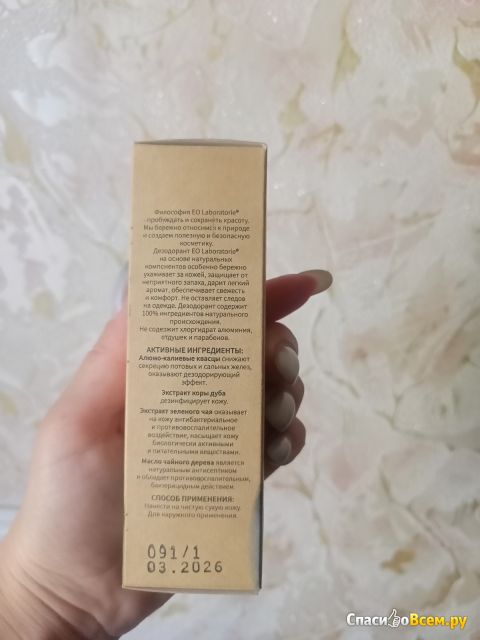 Философия EO Laboratorie®
- пробуждать и сохранять красоту.
Мы бережно относимся к природе
и создаем полезную и безопасную
косметику.
Дезодорант EO Laboratorie®
на основе натуральных
компонентов особенно бережно
ухаживает за кожей, защищает от
неприятного запаха, дарит легкий
аромат, обеспечивает свежесть
и комфорт. Не оставляет следов
на одежде. Дезодорант содержит
100% ингредиентов натурального
происхождения.
Не содержит хлоргидрат алюминия,
отдушек и парабенов.
АКТИВНЫЕ ИНГРЕДИЕНТЫ:
Алюмо-калиевые квасцы снижают
секрецию потовых и сальных желез,
оказывают дезодорирующий
эффект.
Экстракт коры дуба
дезинфицирует кожу.
Экстракт зеленого чая оказывает
на кожу антибактериальное
и противовоспалительное
воздействие, насыщает кожу
биологически активными
и питательными веществами.
Масло чайного дерева является
натуральным антисептиком
и обладает противовоспалительным,
бактерицидным действием.
СПОСОБ ПРИМЕНЕНИЯ:
Нанести на чистую сухую кожу.
Для наружного применения.
091/1
03.2026
СпасибоВсем.ру